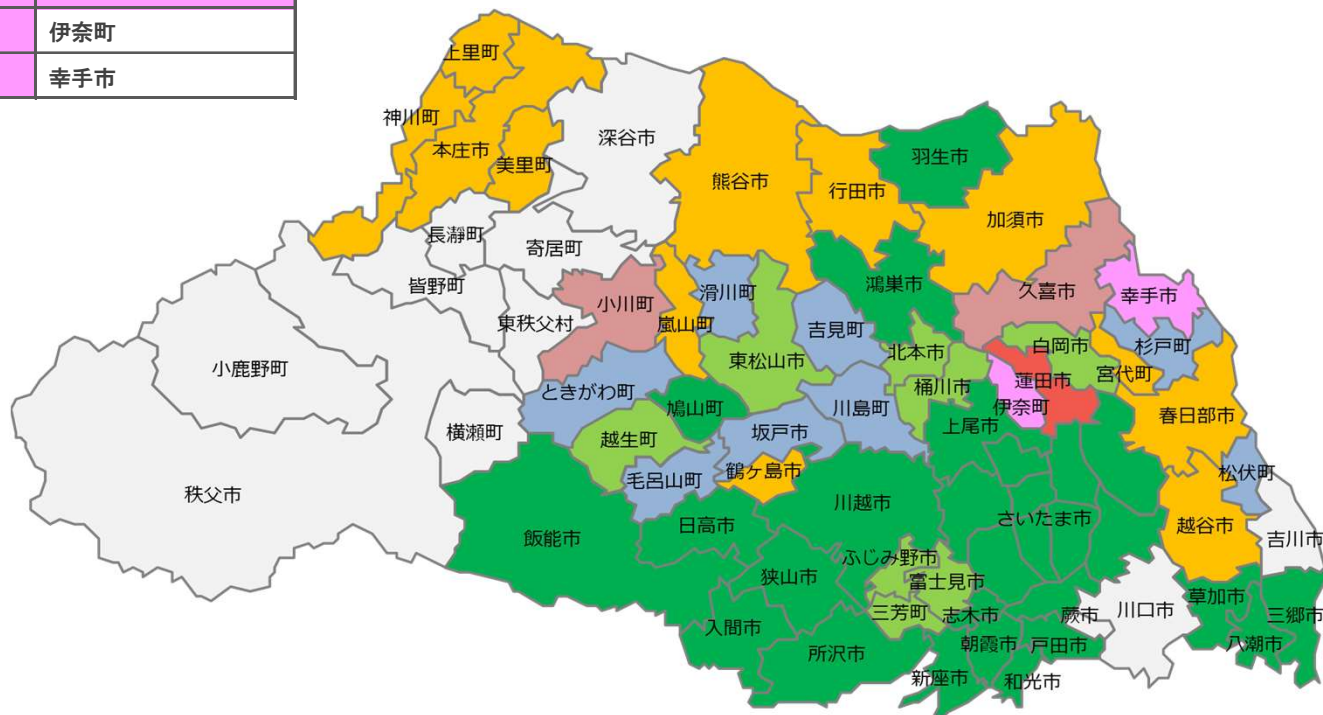 伊奈町
幸手市
上里町
神川町
本庄市
美里町
深谷市
熊谷市
行田市
羽生市
加須市
長瀞町
寄居町
皆野町
東秩父村
小川町
嵐山町
滑川町
吉見町
鴻巣市
久喜市
幸手市
小鹿野町
ときがわ町
東松山市
北本市
桶川市
白岡市
杉戸町
宮代町
蓮田市
伊奈町
横瀬町
越生町
鳩山町
坂戸市
川島町
上尾市
春日部市
秩父市
毛呂山町
鶴ヶ島市
松伏町
飯能市
日高市
川越市
さいたま市
越谷市
吉川市
狭山市
ふじみ野市
富士見市
三芳町
志木市
蕨市
川口市
草加市
三郷市
入間市
所沢市
朝霞市
戸田市
八潮市
新座市
和光市